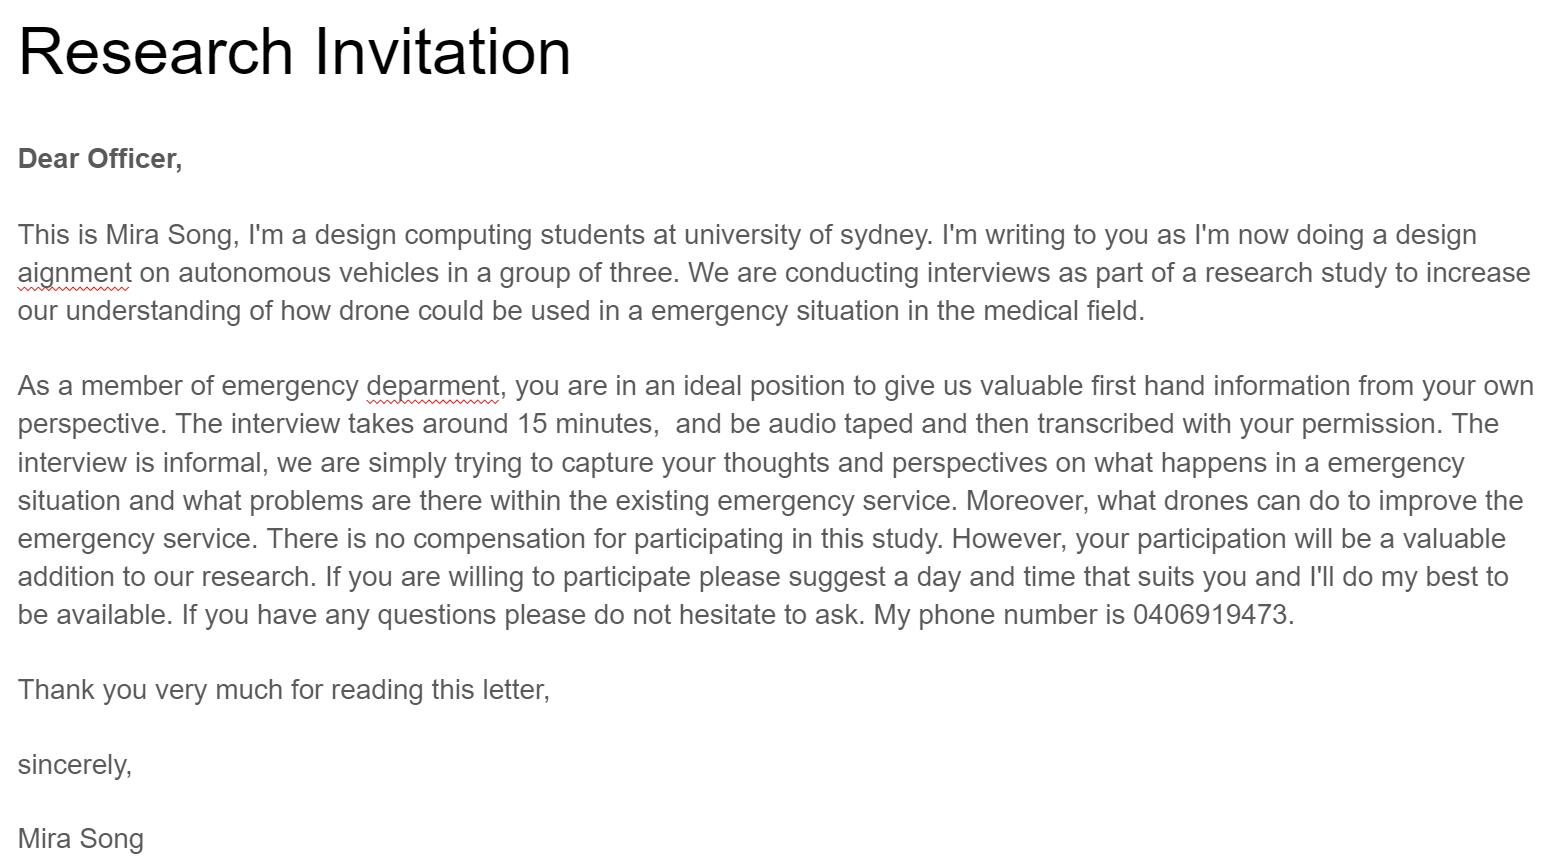 Research Invitation
Dear Officer,
This is Mira Song, I'm a design computing students at university of sydney. I'm writing to you as I'm now doing a design
aignment on autonomous vehicles in a group of three. We are conducting interviews as part of a research study to increase
our understanding of how drone could be used in a emergency situation in the medical field.
As a member of emergency deparment, you are in an ideal position to give us valuable first hand information from your own
perspective. The interview takes around 15 minutes,  and be audio taped and then transcribed with your permission. The
interview is informal, we are simply trying to capture your thoughts and perspectives on what happens in a emergency
situation and what problems are there within the existing emergency service. Moreover, what drones can do to improve the
emergency service. There is no compensation for participating in this study. However, your participation will be a valuable
addition to our research. If you are willing to participate please suggest a day and time that suits you and I'll do my best to
be available. If you have any questions please do not hesitate to ask. My phone number is 0406919473.
Thank you very much for reading this letter,
sincerely,
Mira Song